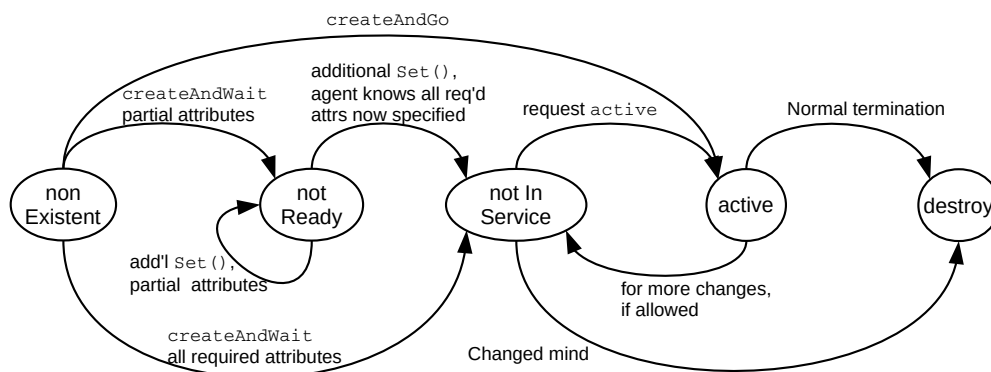 createAndGo
createAndWait
partial attributes
additional Set(),
agent knows all req'd
attrs now specified
request active
Normal termination
non
Existent
not
Ready
not In
Service
active
destroy
add'l Set(),
partial attributes
for more changes,
if allowed
createAndWait
all required attributes
Changed mind